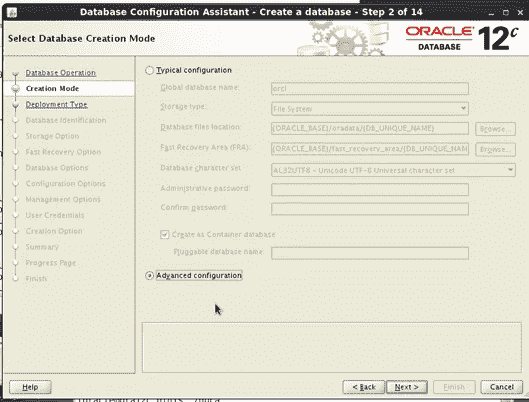 Database Configuration Assistant - Create a database - Step 2 of 14
Select Database Creation Mode
ORACLE
DATABASE 12c
Database Operation
Creation Mode
Deployment Type
Database Identification
Storage Option
Fast Recovery Option
Database Options
Configuration Options
Management Options
User Credentials
Creation Option
Summary
Progress Page
Finish
Typical configuration
Global database name: orcl
Storage type: File System
Database files location: {ORACLE_BASE}/oradata/{DB_UNIQUE_NAME} Browse...
Fast Recovery Area (FRA): {ORACLE_BASE}/fast_recovery_area/{DB_UNIQUE_NAM Browse...
Database character set: AL32UTF8 - Unicode UTF-8 Universal character set
Administrative password:
Confirm password:
Create as Container database
Pluggable database name:
Advanced configuration
Help
< Back
Next >
Finish
Cancel